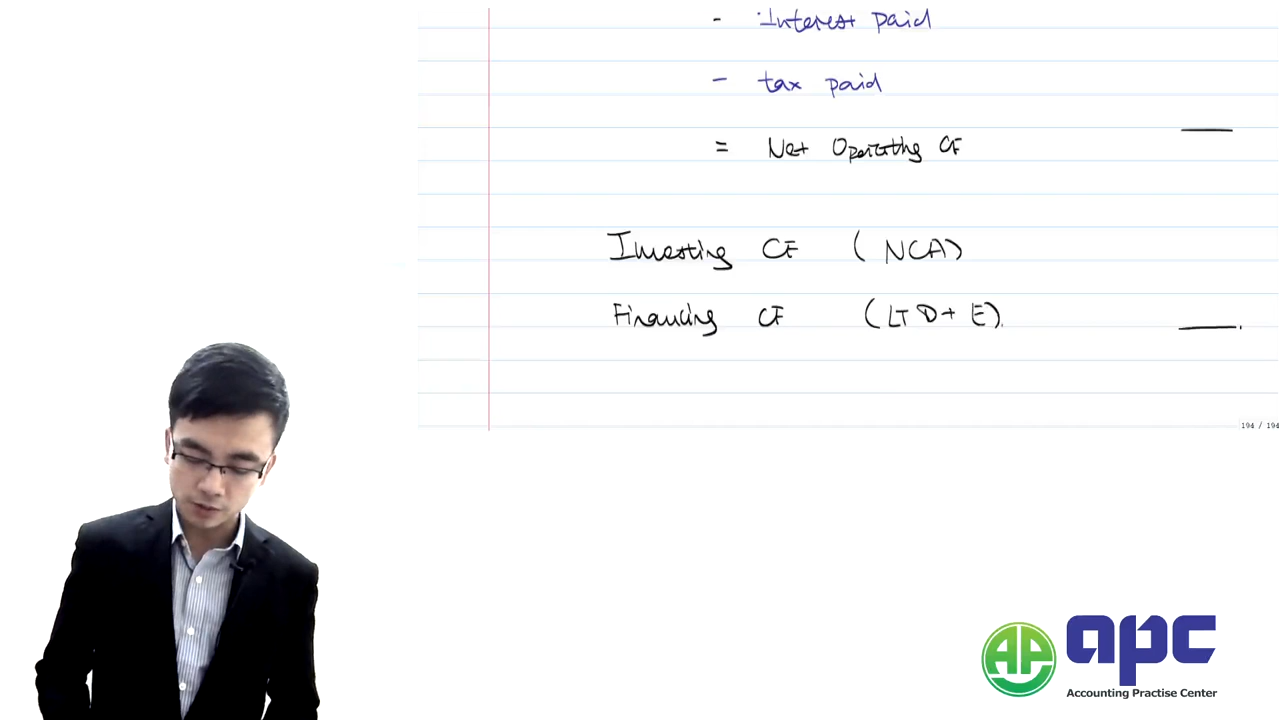 - Interest paid
- tax paid
= Net Operating CF
Investing CF (NCA)
Financing CF (LTD + E).
194 / 194
AP
apc
Accounting Practise Center